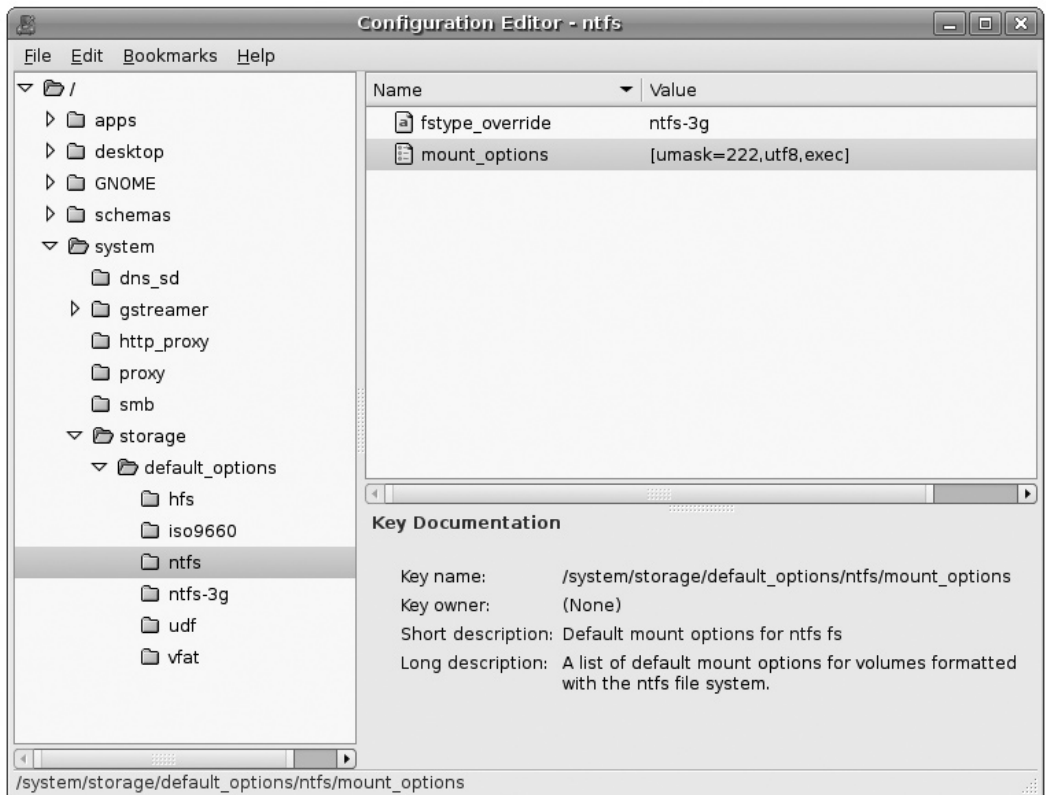 Configuration Editor - ntfs
File Edit Bookmarks Help
/
apps
desktop
GNOME
schemas
system
dns_sd
gstreamer
http_proxy
proxy
smb
storage
default_options
hfs
iso9660
ntfs
ntfs-3g
udf
vfat
Name Value
fstype_override ntfs-3g
mount_options [umask=222,utf8,exec]
Key Documentation
Key name: /system/storage/default_options/ntfs/mount_options
Key owner: (None)
Short description: Default mount options for ntfs fs
Long description: A list of default mount options for volumes formatted
with the ntfs file system.
/system/storage/default_options/ntfs/mount_options